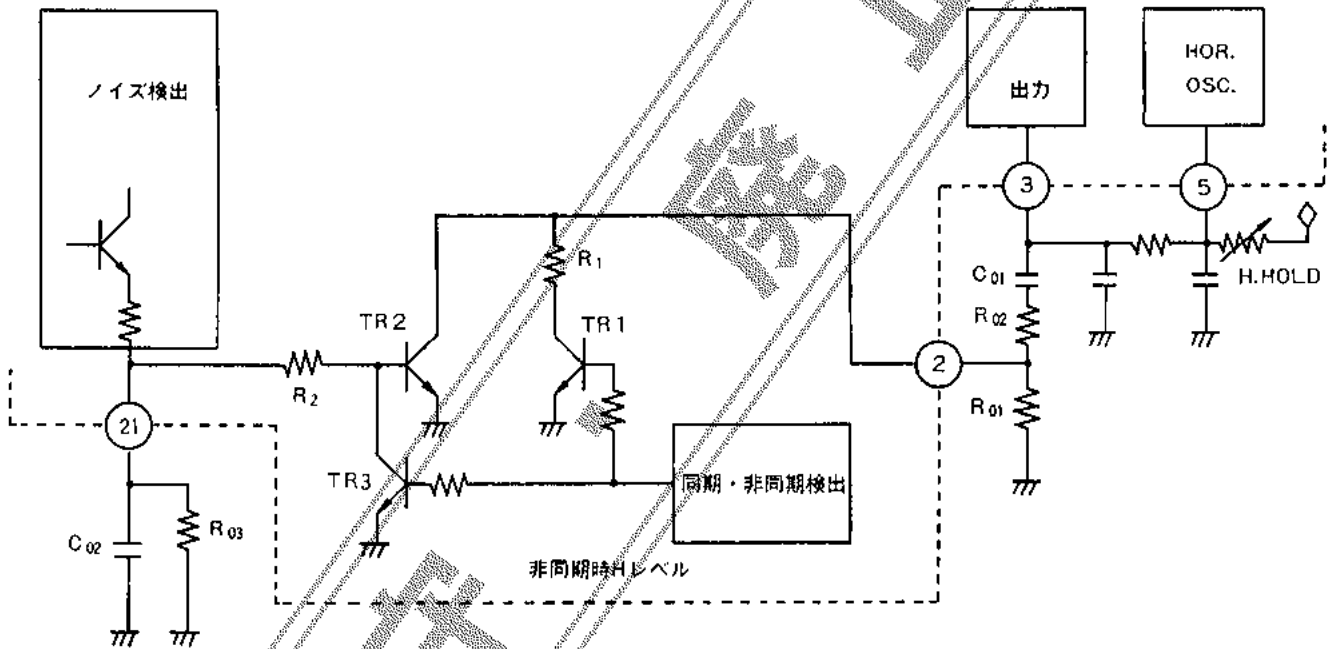 ノイズ検出
出力
HOR.
OSC.
3
5
R1
C01
H.HOLD
TR2
TR1
R02
R2
2
R01
21
TR3
同期・非同期検出
C02
R03
非同期時Hレベル